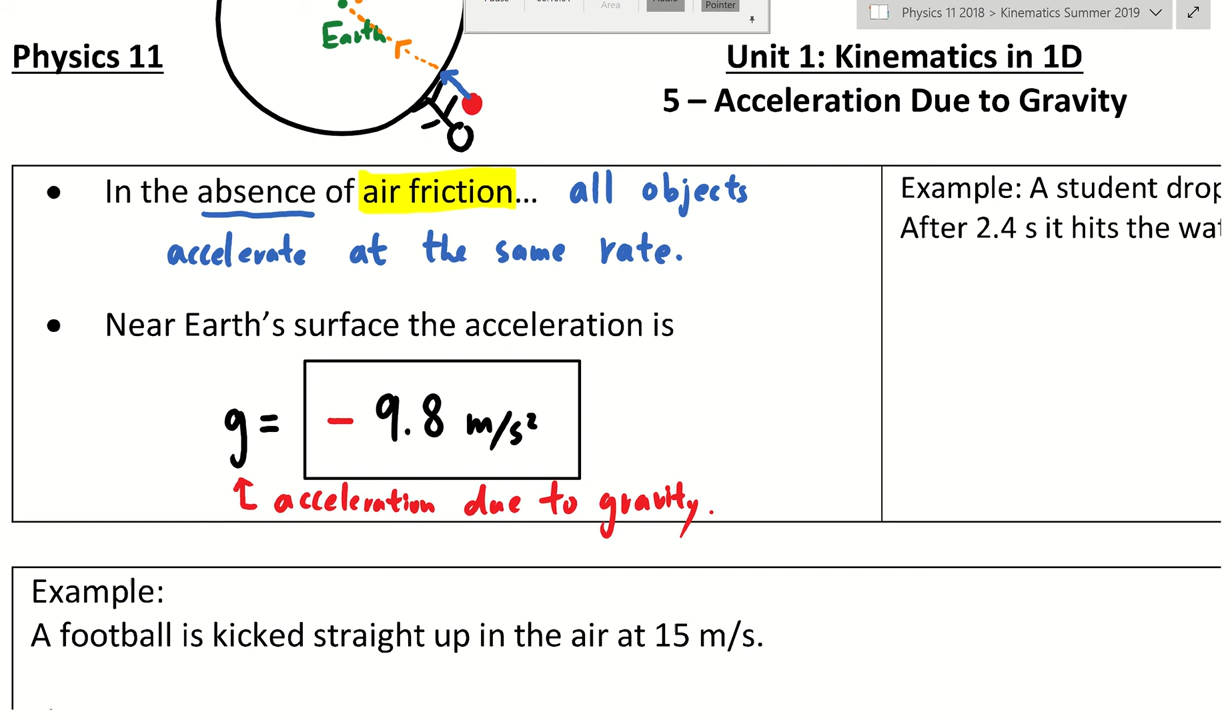 Area
Pointer
Physics 11 2018 > Kinematics Summer 2019
Earth
Physics 11
Unit 1: Kinematics in 1D
5 – Acceleration Due to Gravity
• In the absence of air friction... all objects
accelerate at the same rate.
• Near Earth's surface the acceleration is
g = - 9.8 m/s²
↑ acceleration due to gravity.
Example: A student drop
After 2.4 s it hits the wat
Example:
A football is kicked straight up in the air at 15 m/s.